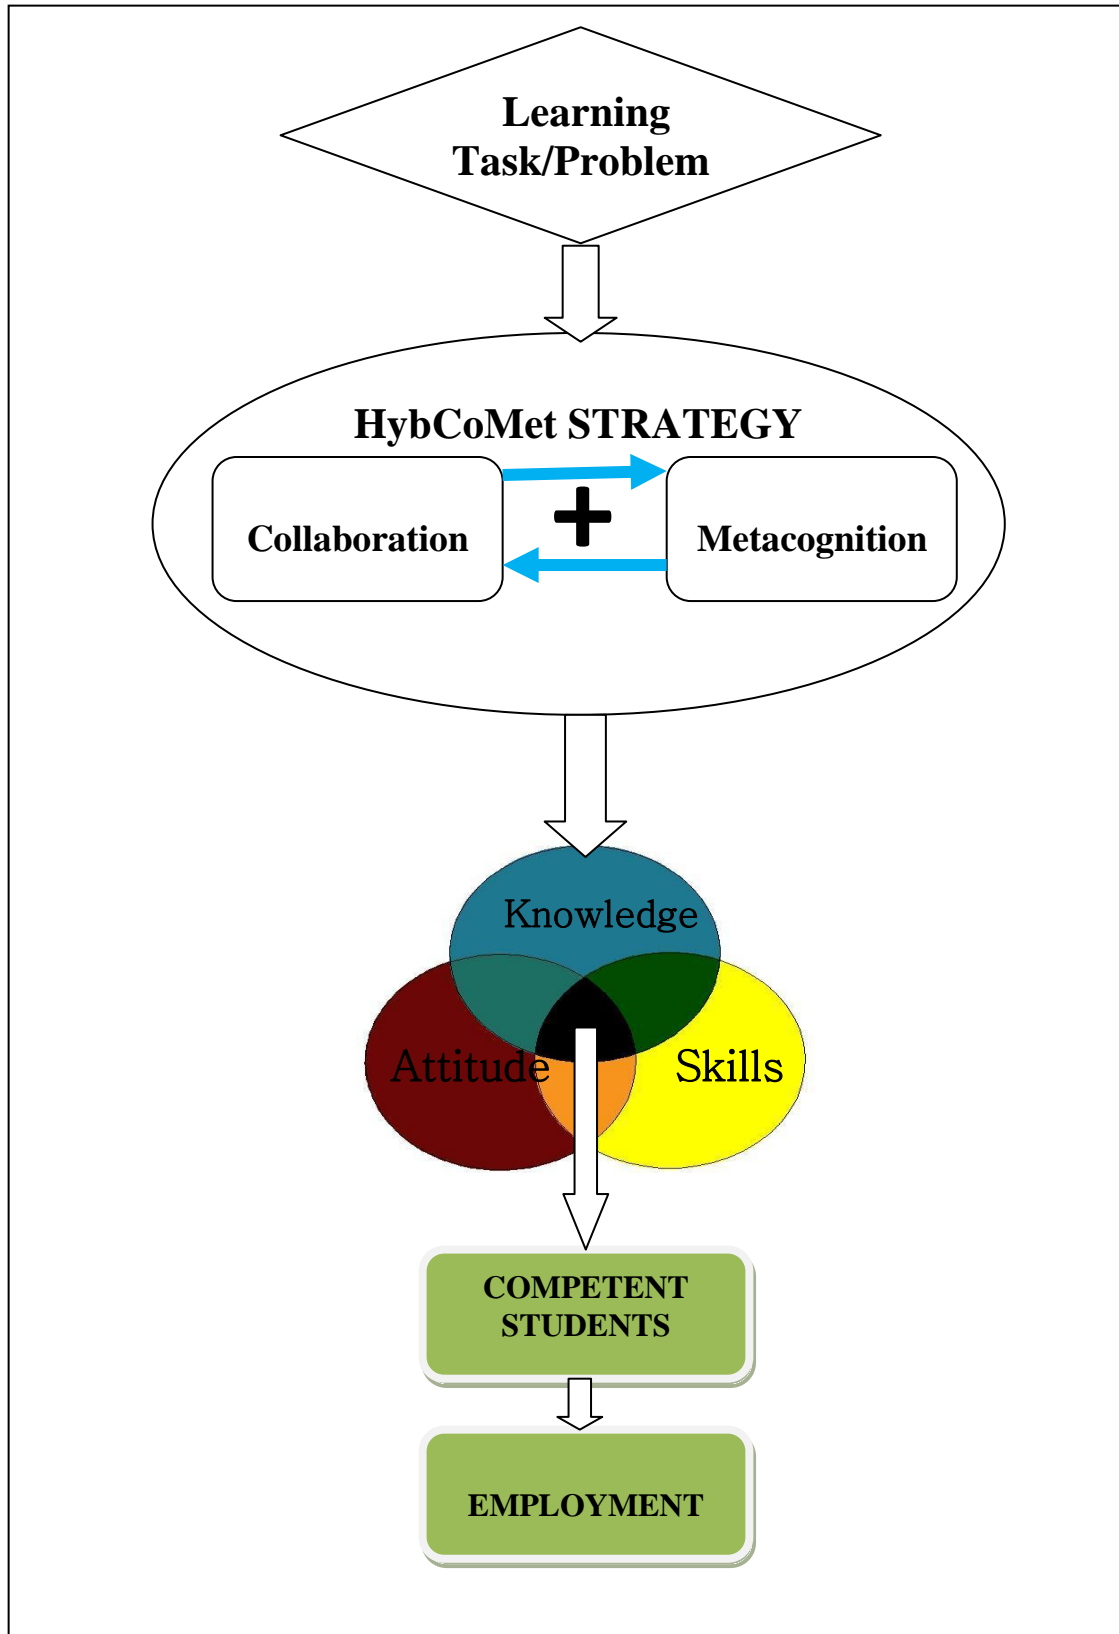 Learning
Task/Problem
HybCoMet STRATEGY
Collaboration
+
Metacognition
Knowledge
Attitude
Skills
COMPETENT
STUDENTS
EMPLOYMENT